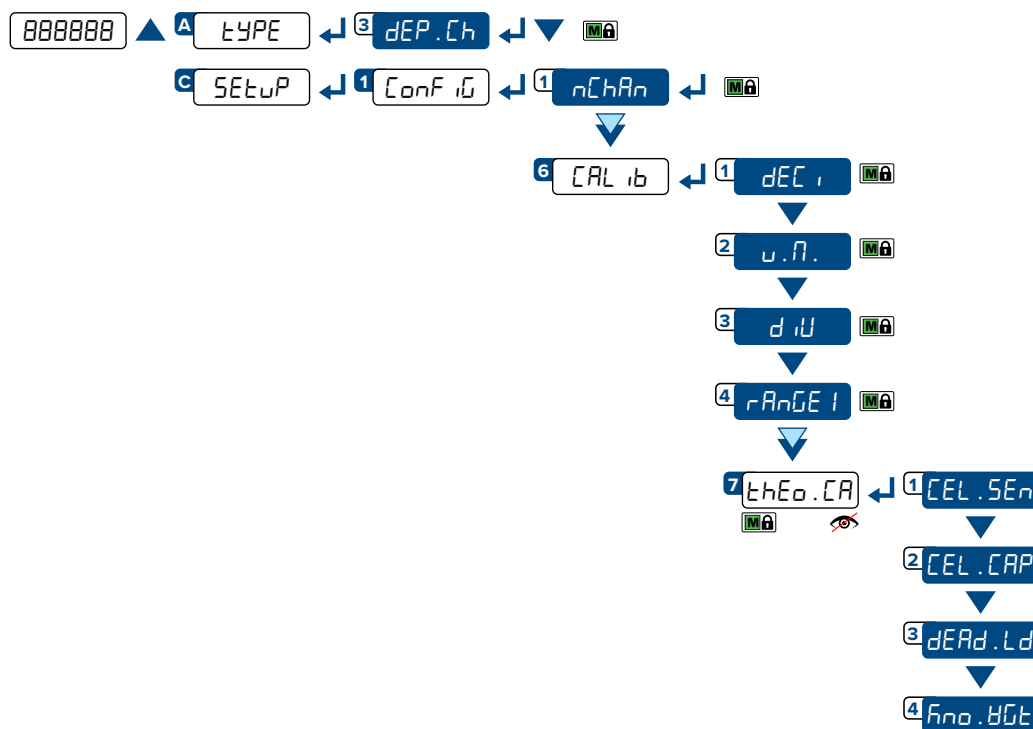 888888 A tYPE 3 dEP.Ch M
C SEtuP 1 ConFiG 1 nChAn M
6 CALib 1 dECi M
2 u.M. M
3 diU M
4 rAnGE1 M
7 thEo.CA 1 CEL.SEn
M
2 CEL.CAP
3 dEAd.Ld
4 kno.WGt